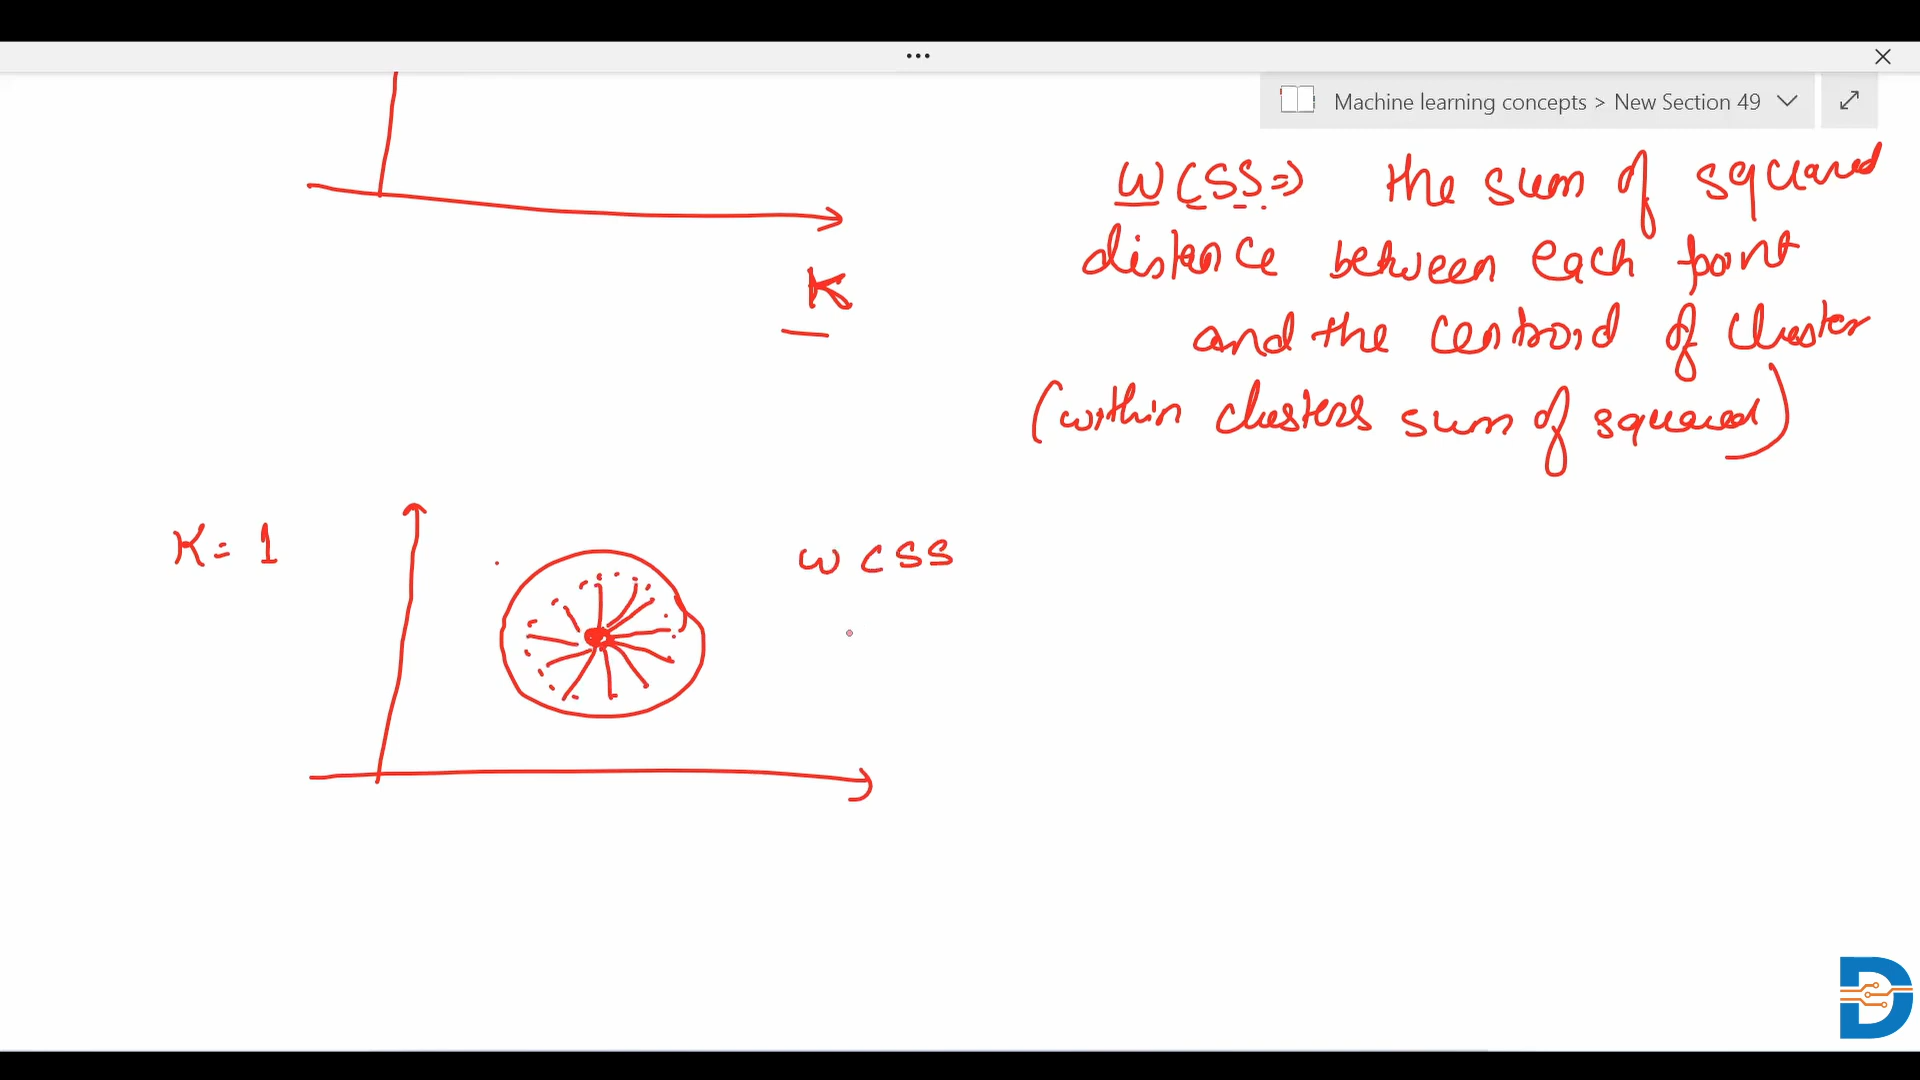 Machine learning concepts > New Section 49
WCSS => the sum of squared
distance between each point
and the centroid of cluster
(within clusters sum of squared)
K
K = 1
WCSS